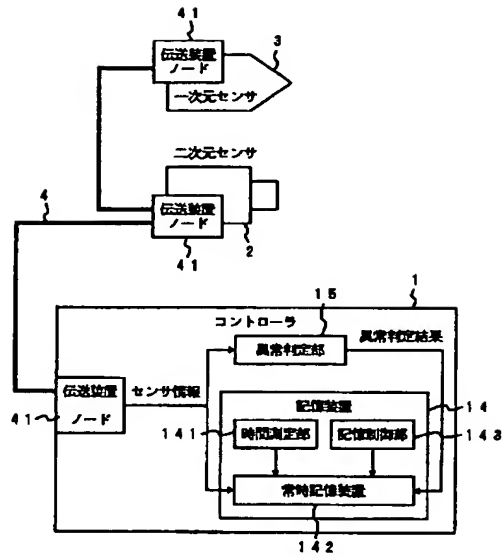 41
伝送装置
ノード
3
一次元センサ
二次元センサ
4
伝送装置
ノード
41
2
1
15
コントローラ
異常判定部
異常判定結果
伝送装置
ノード
41
センサ情報
記憶装置
14
141
時間測定部
記憶制御部
143
常時記憶装置
142